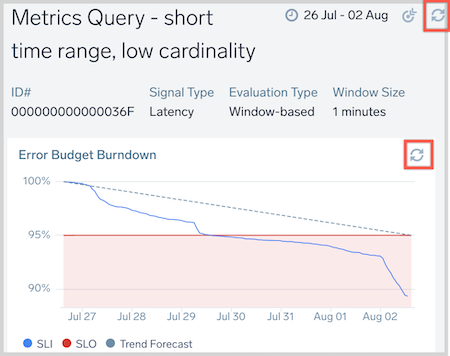 Metrics Query - short
time range, low cardinality
26 Jul - 02 Aug
ID# Signal Type Evaluation Type Window Size
000000000000036F Latency Window-based 1 minutes
Error Budget Burndown
100%
95%
90%
Jul 27 Jul 28 Jul 29 Jul 30 Jul 31 Aug 01 Aug 02
SLI SLO Trend Forecast